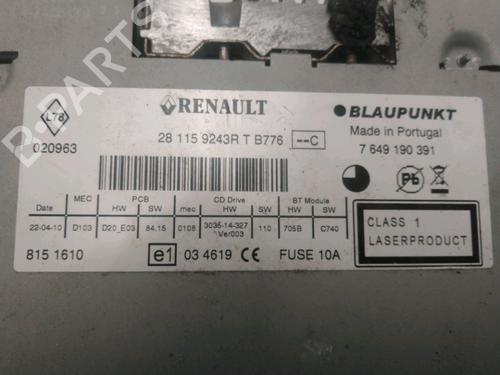 RENAULT
BLAUPUNKT
L78
020963
28 115 9243R T B776 --C
Made in Portugal
7 649 190 391
Pb
MEC PCB CD Drive BT Module
Date HW SW mec HW SW HW SW
22-04-10 D103 D20_E03 84.15 0108 3035-14-327 Ver003 110 705B C740
CLASS 1
LASERPRODUCT
815 1610 e1 03 4619 CE FUSE 10A
B-PARTS